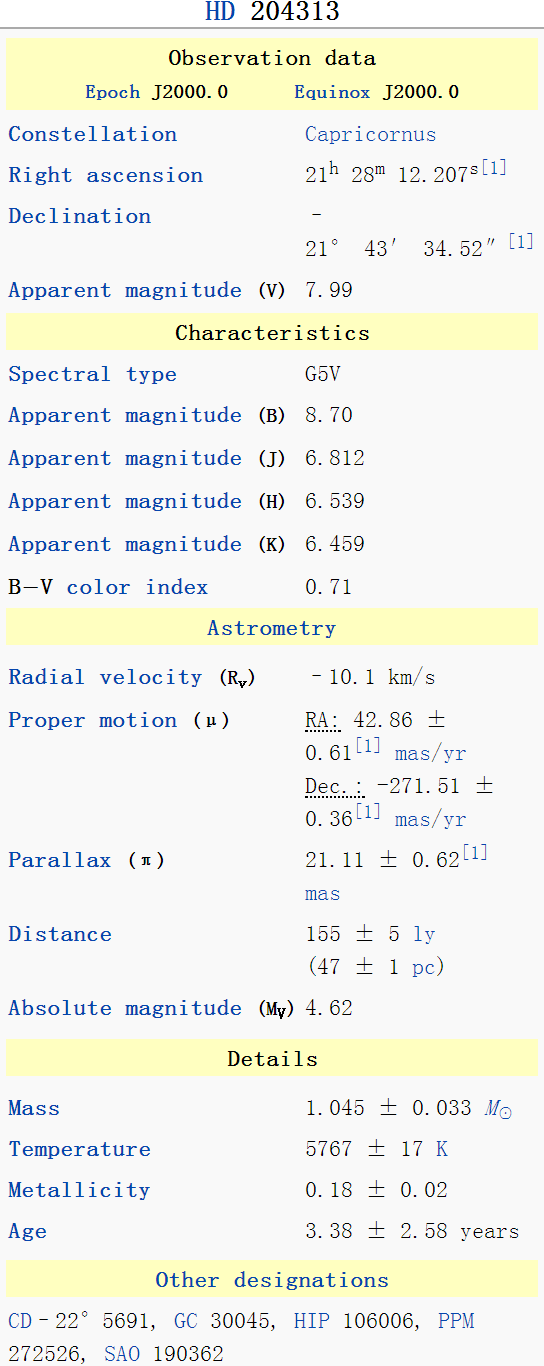 HD 204313
Observation data
Epoch J2000.0 Equinox J2000.0
Constellation Capricornus
Right ascension 21h 28m 12.207s[1]
Declination –
21° 43′ 34.52″ [1]
Apparent magnitude (V) 7.99
Characteristics
Spectral type G5V
Apparent magnitude (B) 8.70
Apparent magnitude (J) 6.812
Apparent magnitude (H) 6.539
Apparent magnitude (K) 6.459
B−V color index 0.71
Astrometry
Radial velocity (Rv) –10.1 km/s
Proper motion (μ) RA: 42.86 ±
0.61[1] mas/yr
Dec.: -271.51 ±
0.36[1] mas/yr
Parallax (π) 21.11 ± 0.62[1]
mas
Distance 155 ± 5 ly
(47 ± 1 pc)
Absolute magnitude (MV) 4.62
Details
Mass 1.045 ± 0.033 M☉
Temperature 5767 ± 17 K
Metallicity 0.18 ± 0.02
Age 3.38 ± 2.58 years
Other designations
CD–22° 5691, GC 30045, HIP 106006, PPM
272526, SAO 190362